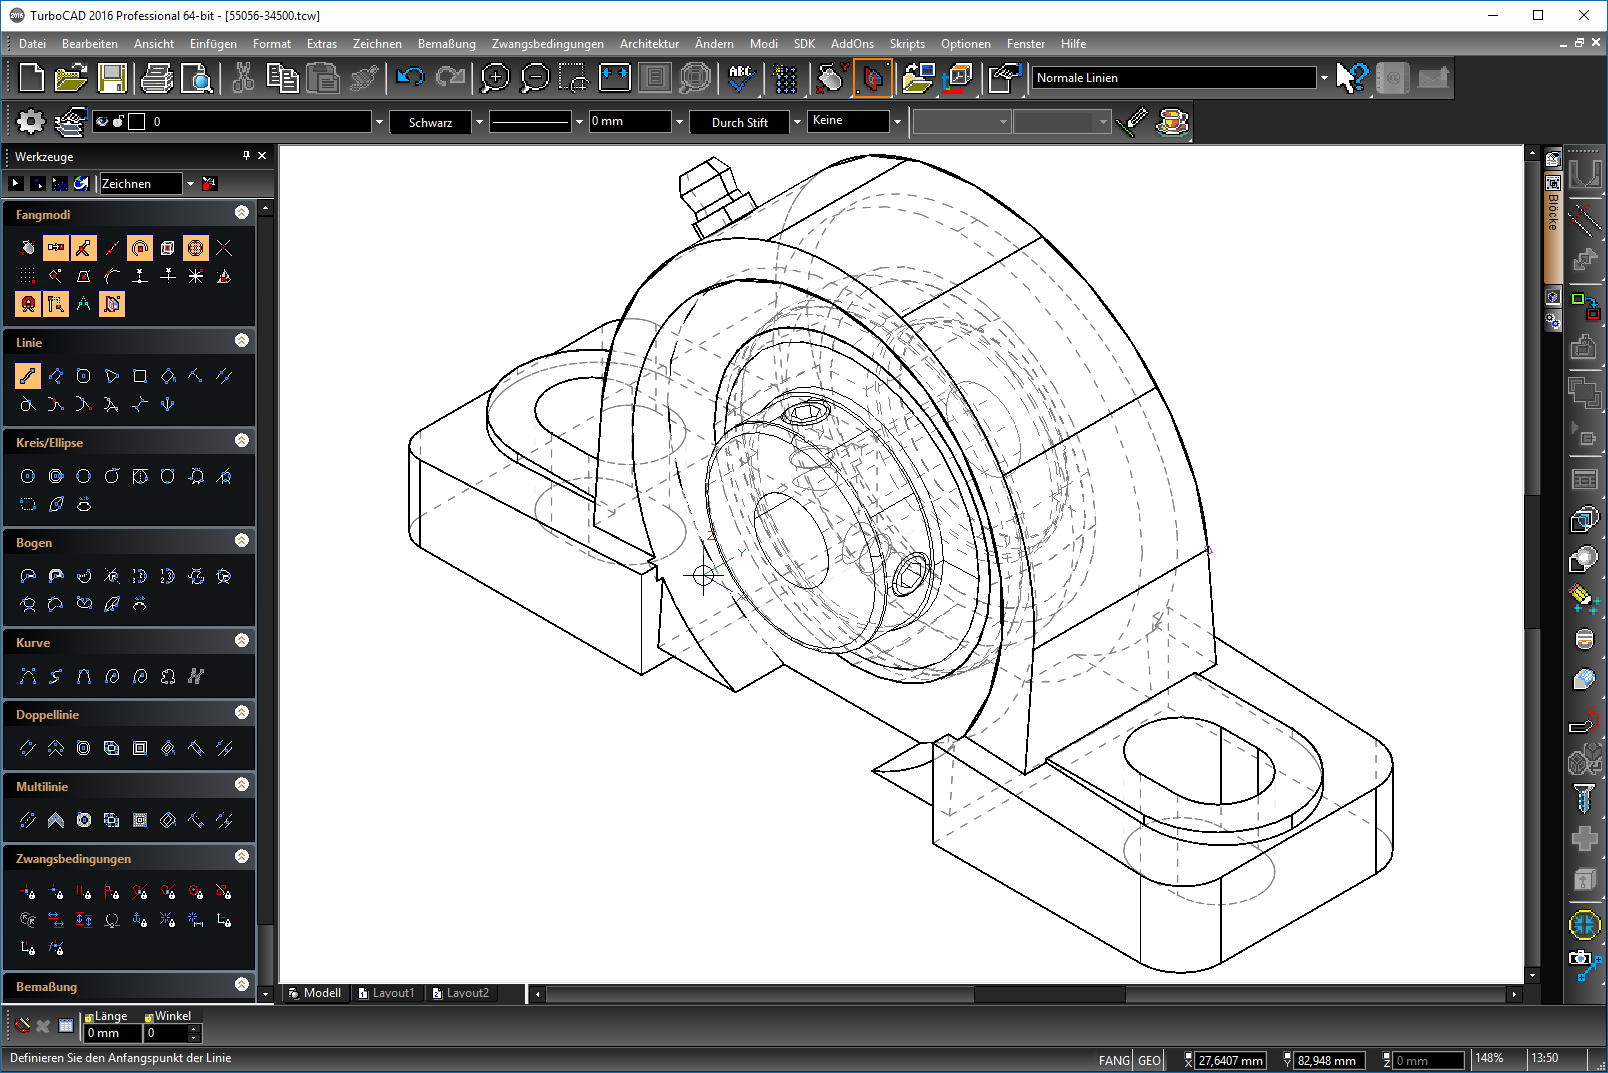 TurboCAD 2016 Professional 64-bit - [55056-34500.tcw]
Datei Bearbeiten Ansicht Einfügen Format Extras Zeichnen Bemaßung Zwangsbedingungen Architektur Ändern Modi SDK AddOns Skripts Optionen Fenster Hilfe
ABC
Normale Linien
0
Schwarz
0 mm
Durch Stift
Keine
Werkzeuge
Zeichnen
Fangmodi
Linie
Kreis/Ellipse
Bogen
Kurve
Doppellinie
Multilinie
Zwangsbedingungen
Bemaßung
Blöcke
Modell Layout1 Layout2
Länge Winkel
0 mm 0
Definieren Sie den Anfangspunkt der Linie
FANG GEO X 27,6407 mm Y 82,948 mm Z 0 mm 148% 13:50